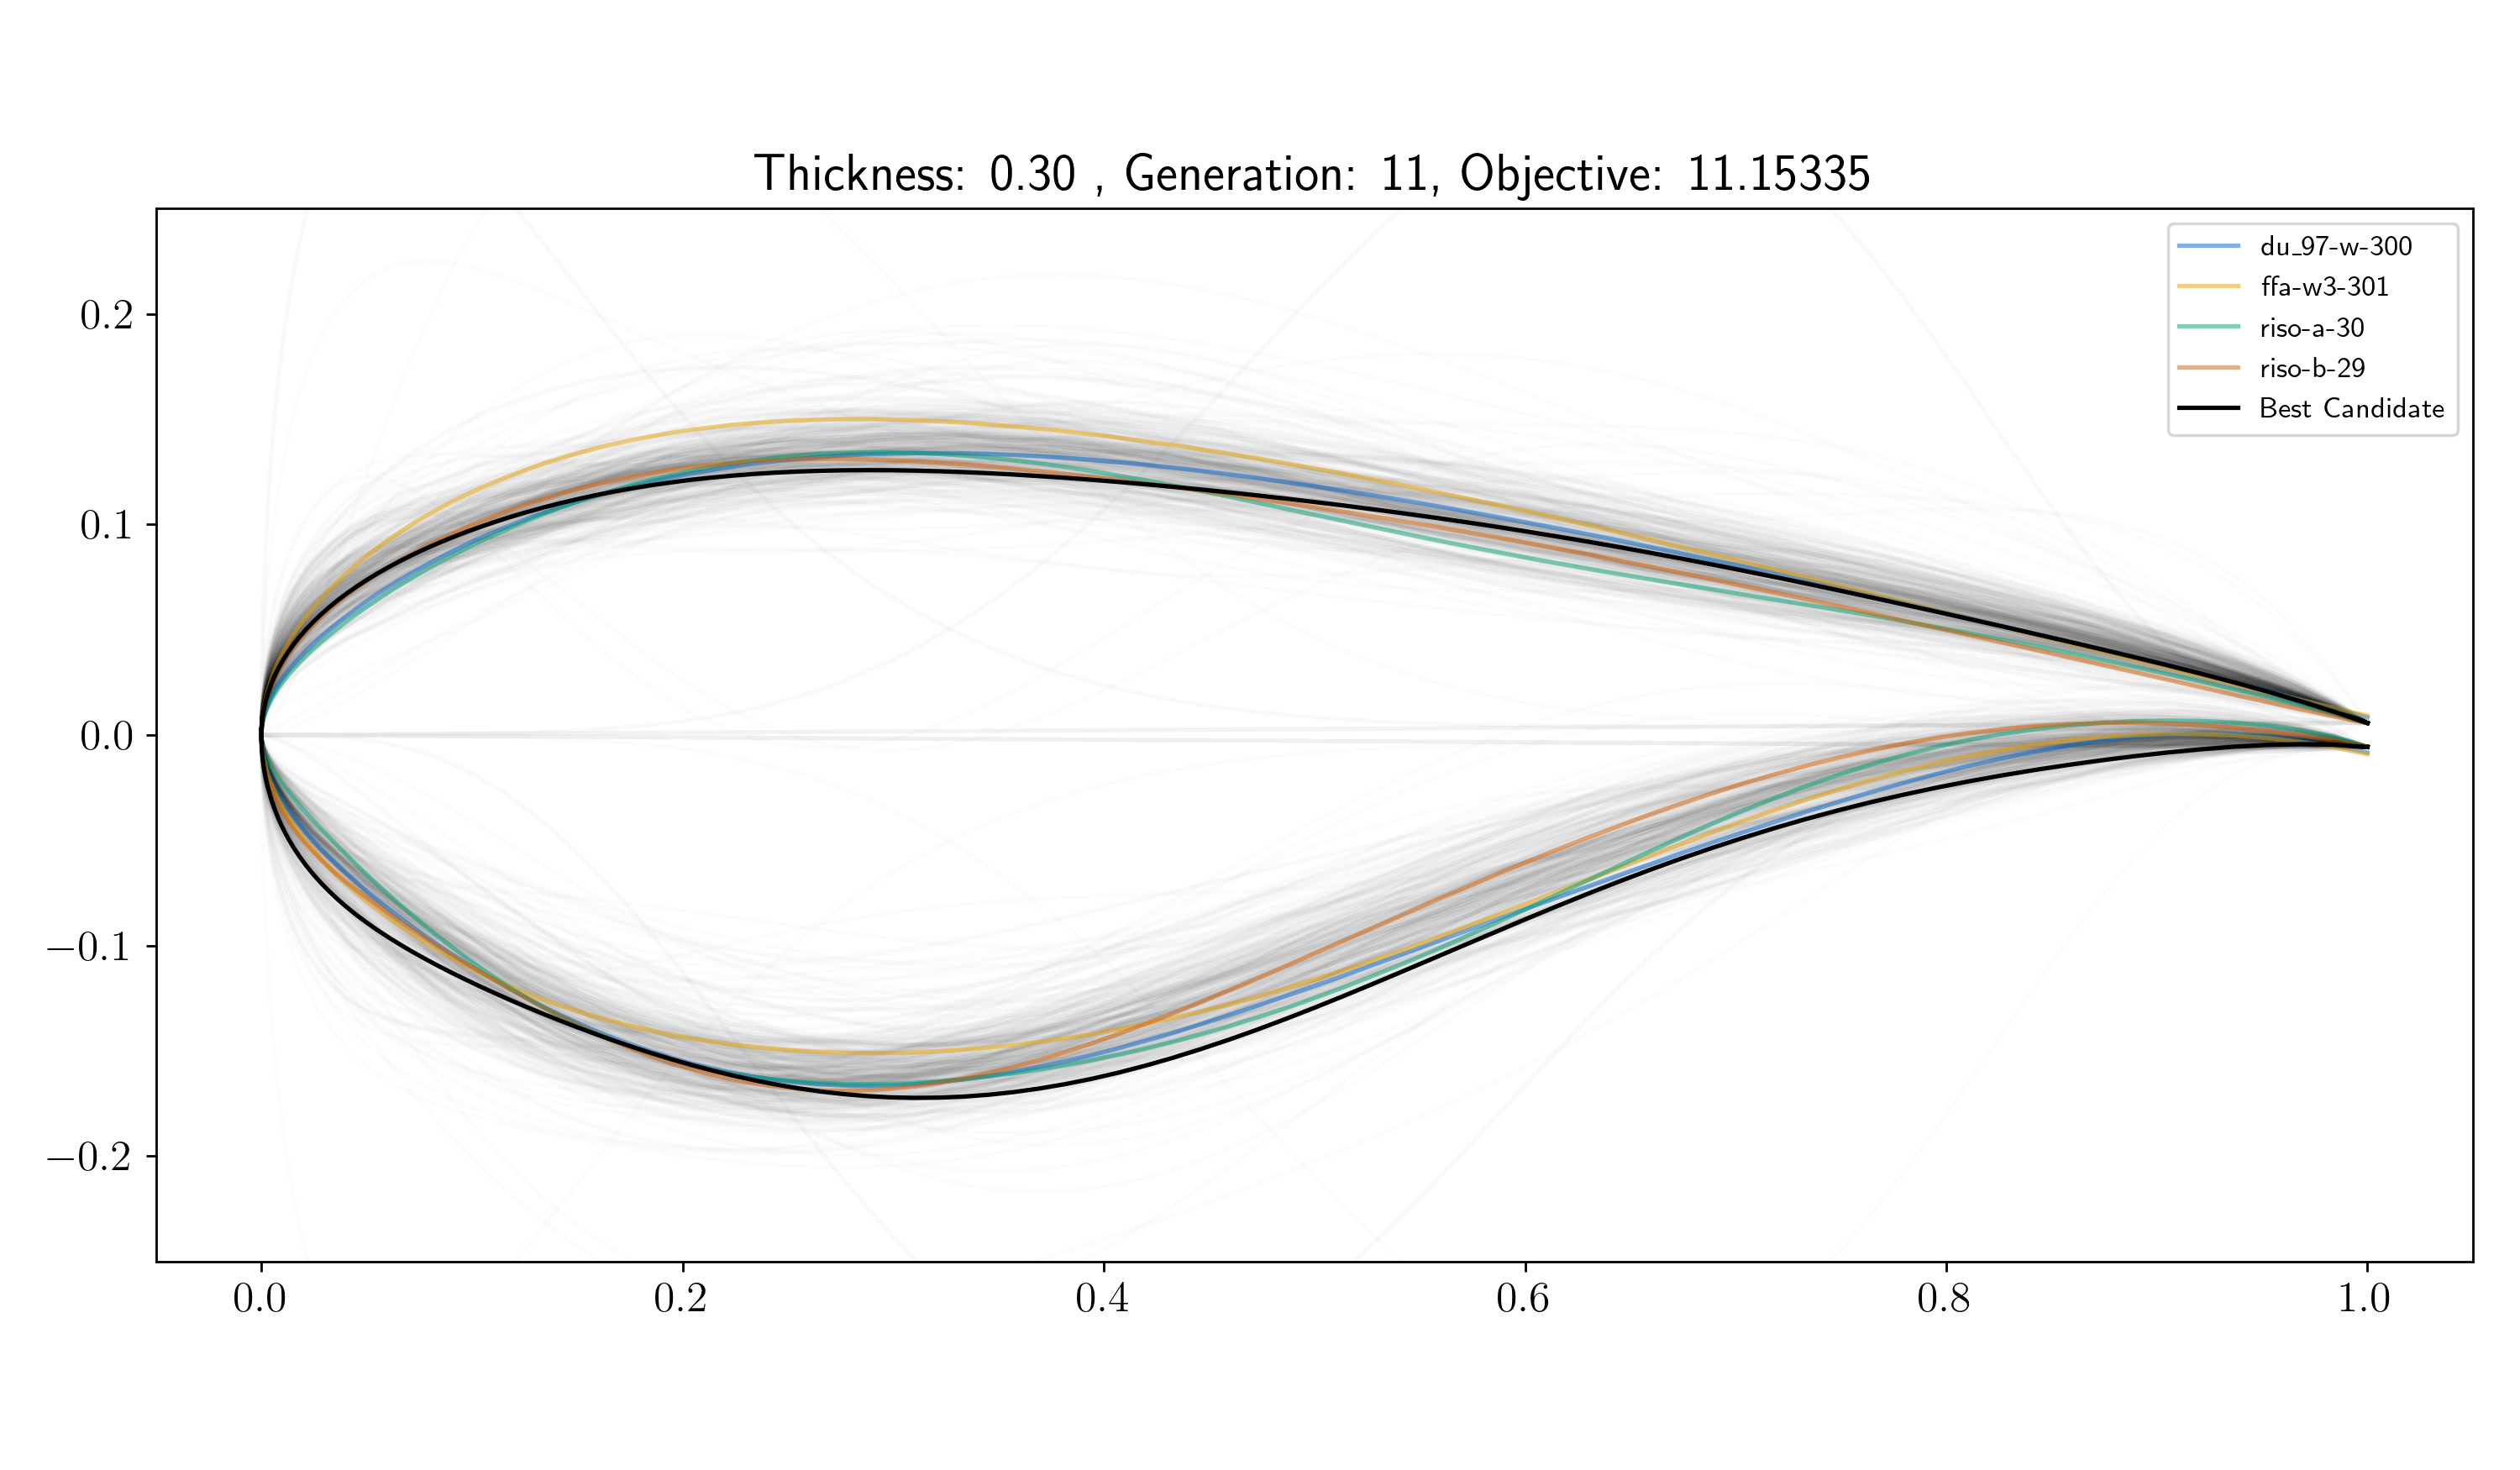 Thickness: 0.30 , Generation: 11, Objective: 11.15335
du_97-w-300
ffa-w3-301
riso-a-30
riso-b-29
Best Candidate
0.2
0.1
0.0
−0.1
−0.2
0.0 0.2 0.4 0.6 0.8 1.0